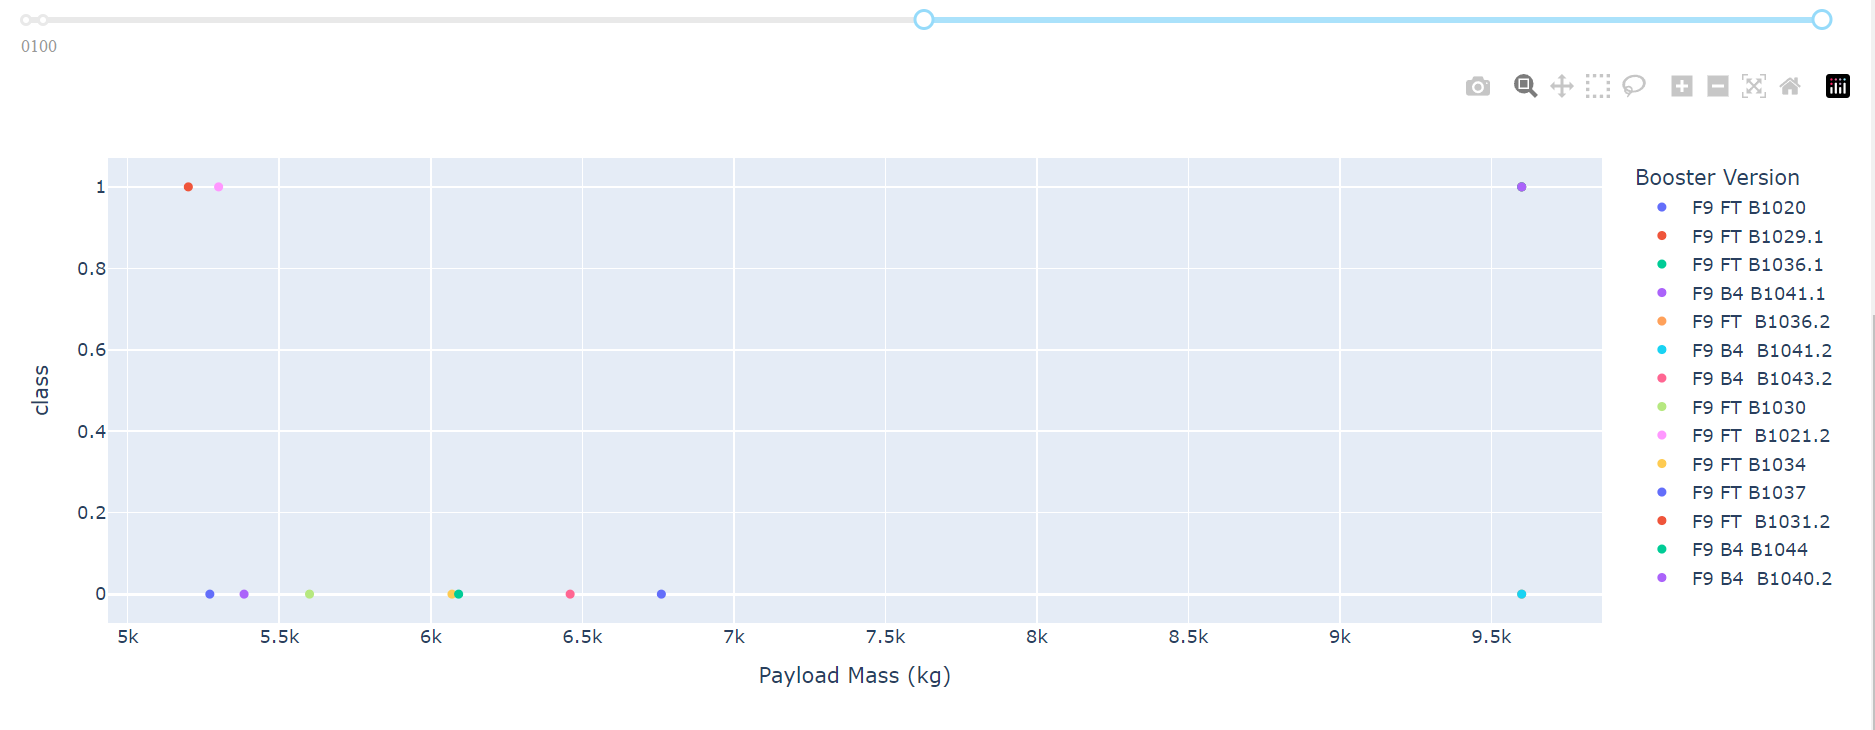 0100
Booster Version
F9 FT B1020
F9 FT B1029.1
F9 FT B1036.1
F9 B4 B1041.1
F9 FT  B1036.2
F9 B4  B1041.2
F9 B4  B1043.2
F9 FT B1030
F9 FT  B1021.2
F9 FT B1034
F9 FT B1037
F9 FT  B1031.2
F9 B4 B1044
F9 B4  B1040.2
1
0.8
0.6
0.4
0.2
0
class
5k 5.5k 6k 6.5k 7k 7.5k 8k 8.5k 9k 9.5k
Payload Mass (kg)